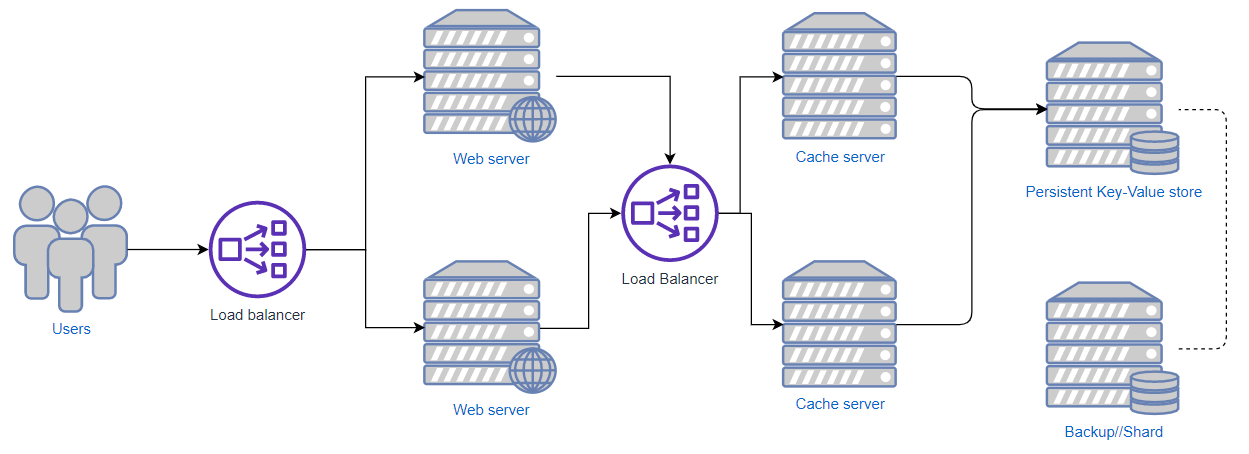 Web server
Cache server
Persistent Key-Value store
Load Balancer
Load balancer
Users
Web server
Cache server
Backup//Shard